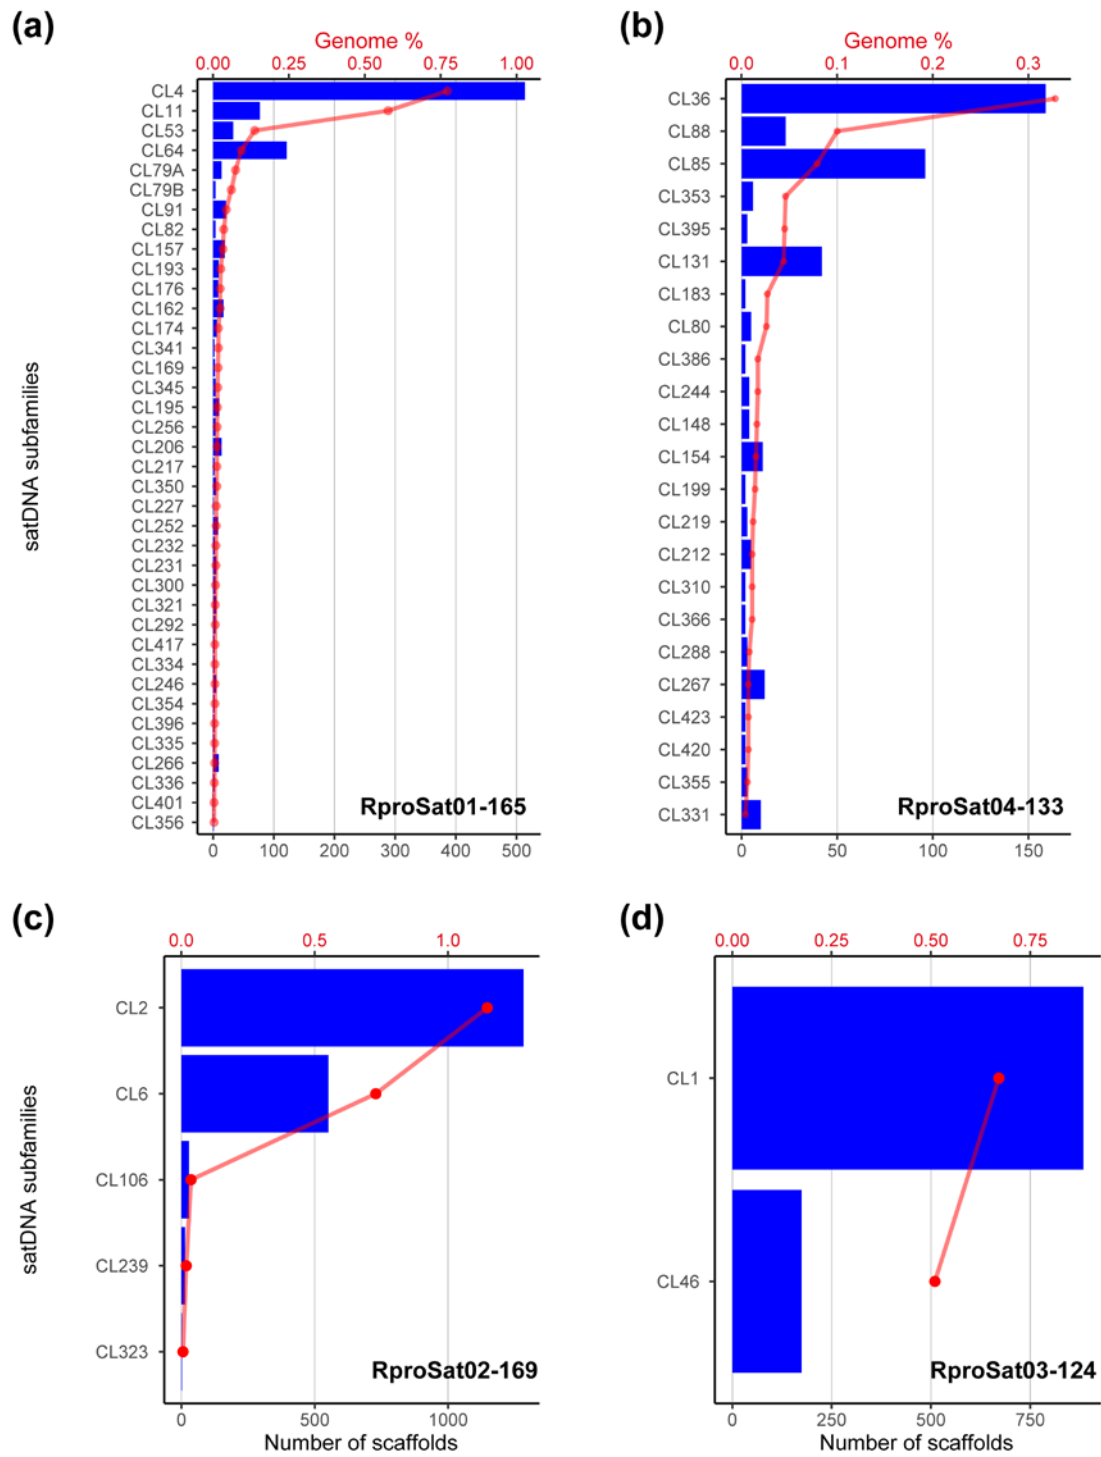 (a)
Genome %
0.00 0.25 0.50 0.75 1.00
CL4
CL11
CL53
CL64
CL79A
CL79B
CL91
CL82
CL157
CL193
CL176
CL162
CL174
CL341
CL169
CL345
CL195
CL256
CL206
CL217
CL350
CL227
CL252
CL232
CL231
CL300
CL321
CL292
CL417
CL334
CL246
CL354
CL396
CL335
CL266
CL336
CL401
CL356
satDNA subfamilies
RproSat01-165
0 100 200 300 400 500
(b)
Genome %
0.0 0.1 0.2 0.3
CL36
CL88
CL85
CL353
CL395
CL131
CL183
CL80
CL386
CL244
CL148
CL154
CL199
CL219
CL212
CL310
CL366
CL288
CL267
CL423
CL420
CL355
CL331
RproSat04-133
0 50 100 150
(c)
0.0 0.5 1.0
CL2
CL6
CL106
CL239
CL323
satDNA subfamilies
RproSat02-169
0 500 1000
Number of scaffolds
(d)
0.00 0.25 0.50 0.75
CL1
CL46
RproSat03-124
0 250 500 750
Number of scaffolds